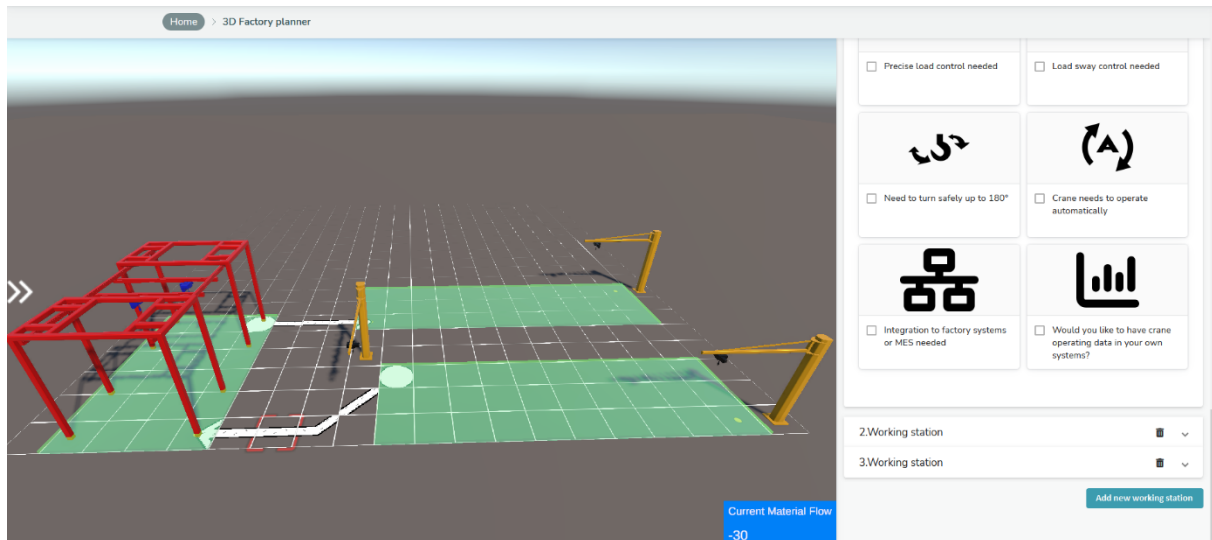 Home > 3D Factory planner
Precise load control needed
Load sway control needed
Need to turn safely up to 180°
Crane needs to operate
automatically
Integration to factory systems
or MES needed
Would you like to have crane
operating data in your own
systems?
2.Working station
3.Working station
Add new working station
Current Material Flow
-30